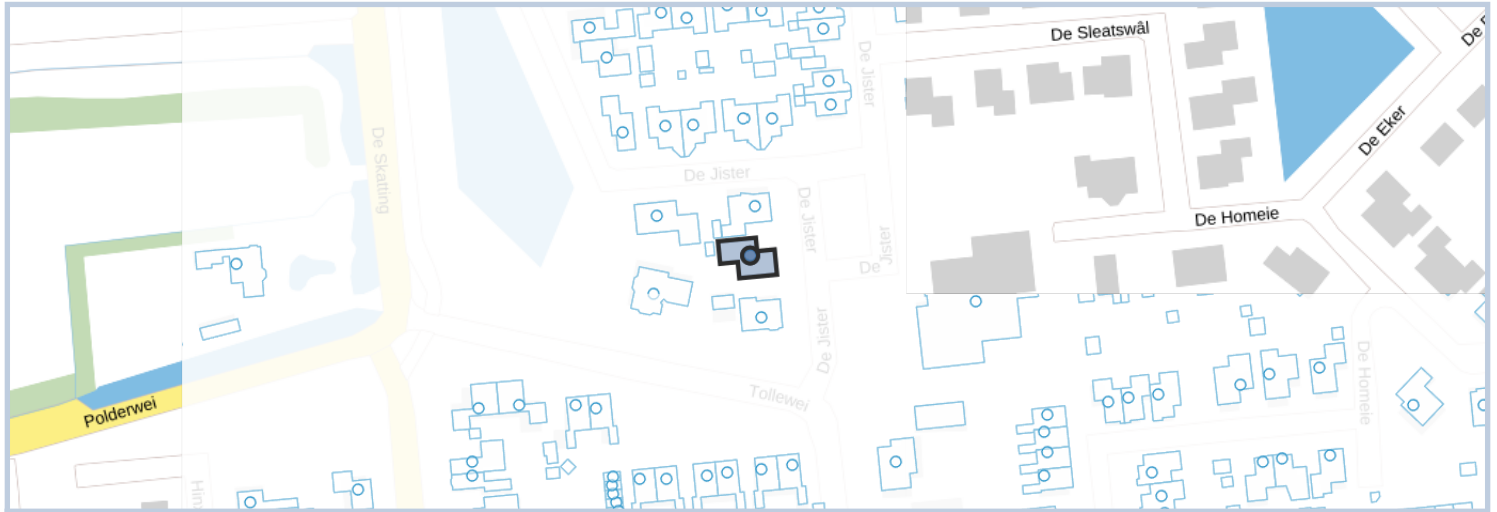 De Sleatswâl
De Jister
De Skatting
De Eker
De Jister
De Jister
De Homeie
De Jister
De Jister
De Homeie
Tollewei
Polderwei